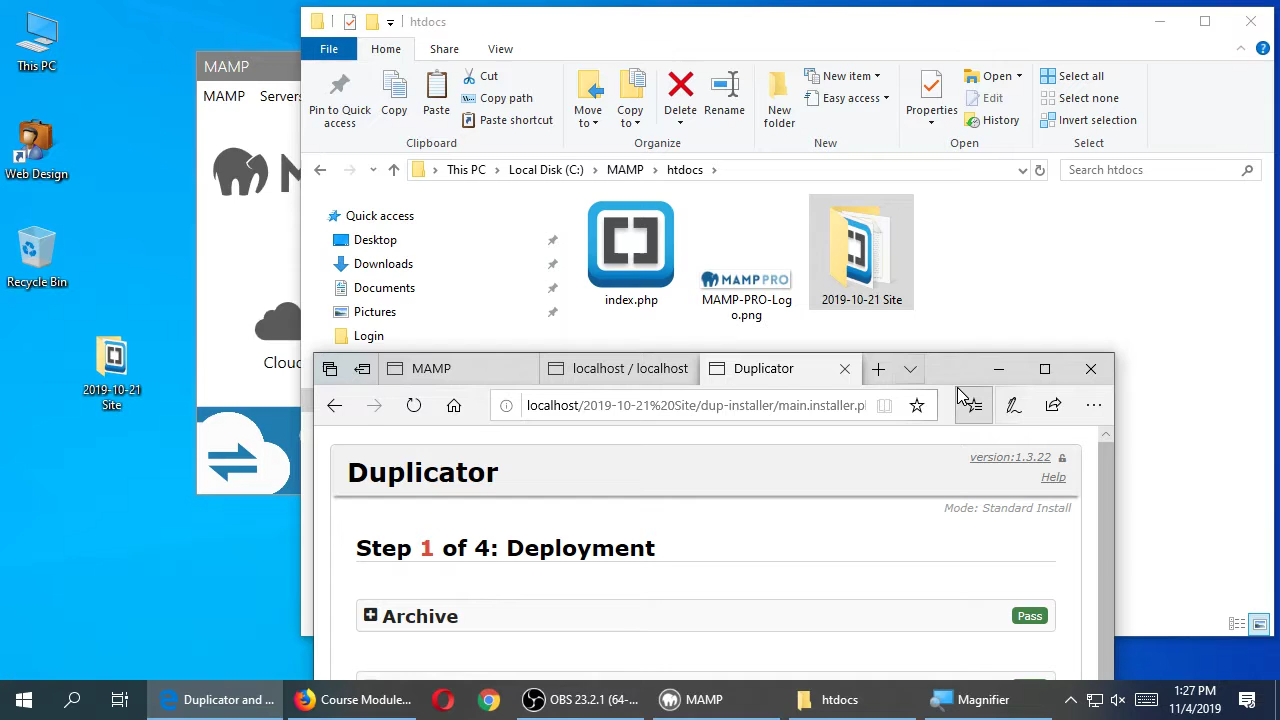 This PC
Web Design
Recycle Bin
2019-10-21
Site
MAMP
MAMP Servers
Cloud
htdocs
File Home Share View
Pin to Quick
access
Copy
Paste
Cut
Copy path
Paste shortcut
Clipboard
Move
to
Copy
to
Delete
Rename
Organize
New
folder
New item
Easy access
New
Properties
Open
Edit
History
Open
Select all
Select none
Invert selection
Select
This PC Local Disk (C:) MAMP htdocs
Search htdocs
Quick access
Desktop
Downloads
Documents
Pictures
Login
index.php
MAMP PRO
MAMP-PRO-Log
o.png
2019-10-21 Site
MAMP
localhost / localhost
Duplicator
localhost/2019-10-21%20Site/dup-installer/main.installer.p
Duplicator
version:1.3.22
Help
Mode: Standard Install
Step 1 of 4: Deployment
Archive
Pass
Duplicator and ...
Course Module...
OBS 23.2.1 (64-...
MAMP
htdocs
Magnifier
1:27 PM
11/4/2019